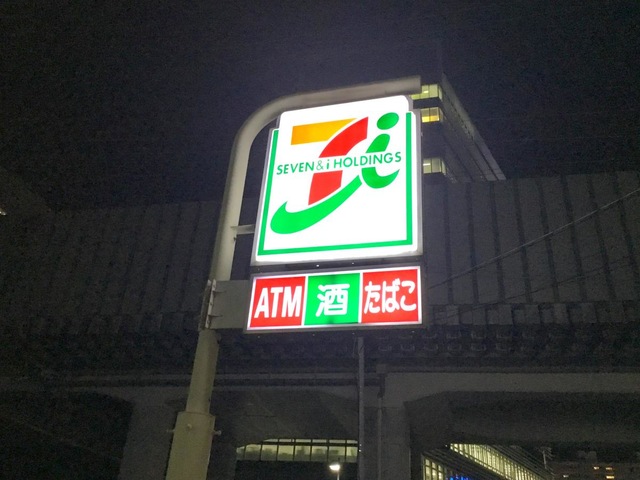 SEVEN & i HOLDINGS
ATM 酒 たばこ